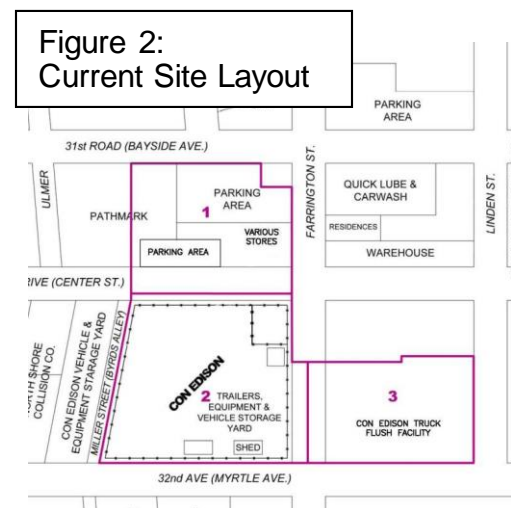 Figure 2:
Current Site Layout
PARKING
AREA
31st ROAD (BAYSIDE AVE.)
ULMER
PATHMARK
1
PARKING
AREA
VARIOUS
STORES
PARKING AREA
FARRINGTON ST.
QUICK LUBE &
CARWASH
RESIDENCES
WAREHOUSE
LINDEN ST.
RIVE (CENTER ST.)
NORTH SHORE
COLLISION CO.
CON EDISON VEHICLE &
EQUIPMENT STARAGE YARD
MILLER STREET (BYRDS ALLEY)
CON EDISON
2
TRAILERS,
EQUIPMENT &
VEHICLE STORAGE
YARD
SHED
3
CON EDISON TRUCK
FLUSH FACILITY
32nd AVE (MYRTLE AVE.)